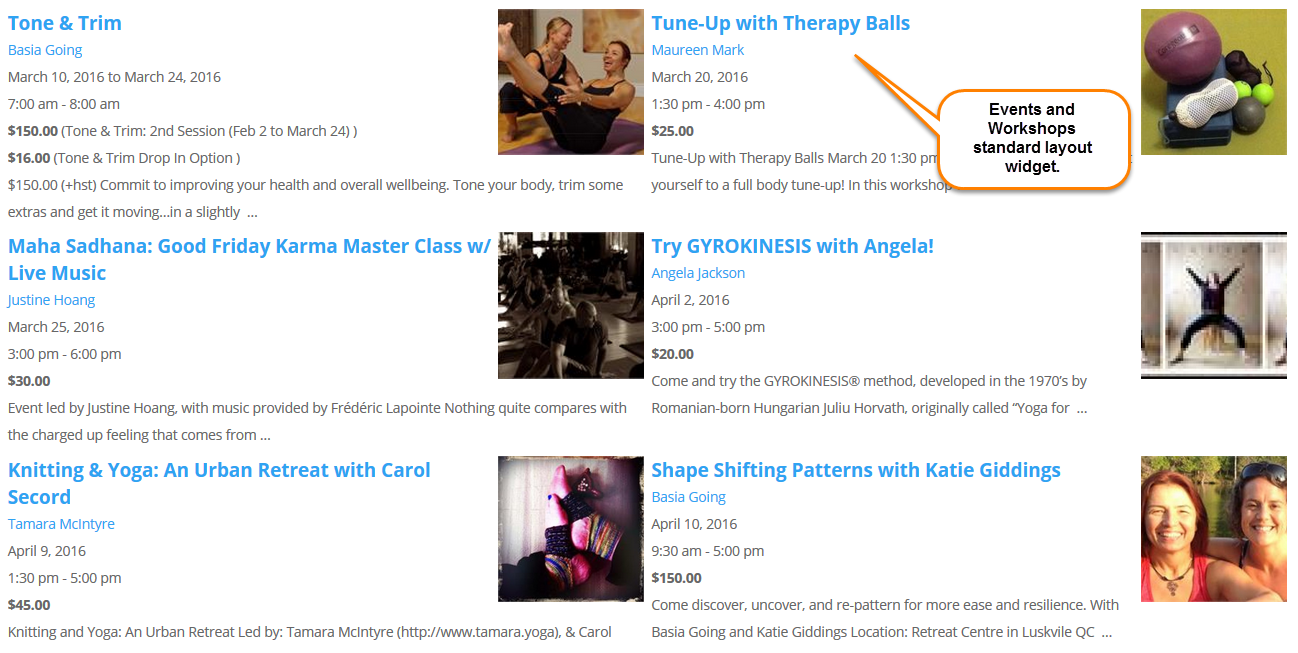 Tone & Trim
Basia Going
March 10, 2016 to March 24, 2016
7:00 am - 8:00 am
$150.00 (Tone & Trim: 2nd Session (Feb 2 to March 24) )
$16.00 (Tone & Trim Drop In Option )
$150.00 (+hst) Commit to improving your health and overall wellbeing. Tone your body, trim some
extras and get it moving...in a slightly ...
Tune-Up with Therapy Balls
Maureen Mark
March 20, 2016
1:30 pm - 4:00 pm
$25.00
Tune-Up with Therapy Balls March 20 1:30 pm
yourself to a full body tune-up! In this workshop
Events and
Workshops
standard layout
widget.
Maha Sadhana: Good Friday Karma Master Class w/
Live Music
Justine Hoang
March 25, 2016
3:00 pm - 6:00 pm
$30.00
Event led by Justine Hoang, with music provided by Frédéric Lapointe Nothing quite compares with
the charged up feeling that comes from ...
Try GYROKINESIS with Angela!
Angela Jackson
April 2, 2016
3:00 pm - 5:00 pm
$20.00
Come and try the GYROKINESIS® method, developed in the 1970's by
Romanian-born Hungarian Juliu Horvath, originally called "Yoga for ...
Knitting & Yoga: An Urban Retreat with Carol
Secord
Tamara McIntyre
April 9, 2016
1:30 pm - 5:00 pm
$45.00
Knitting and Yoga: An Urban Retreat Led by: Tamara McIntyre (http://www.tamara.yoga), & Carol
Shape Shifting Patterns with Katie Giddings
Basia Going
April 10, 2016
9:30 am - 5:00 pm
$150.00
Come discover, uncover, and re-pattern for more ease and resilience. With
Basia Going and Katie Giddings Location: Retreat Centre in Luskvile QC ...